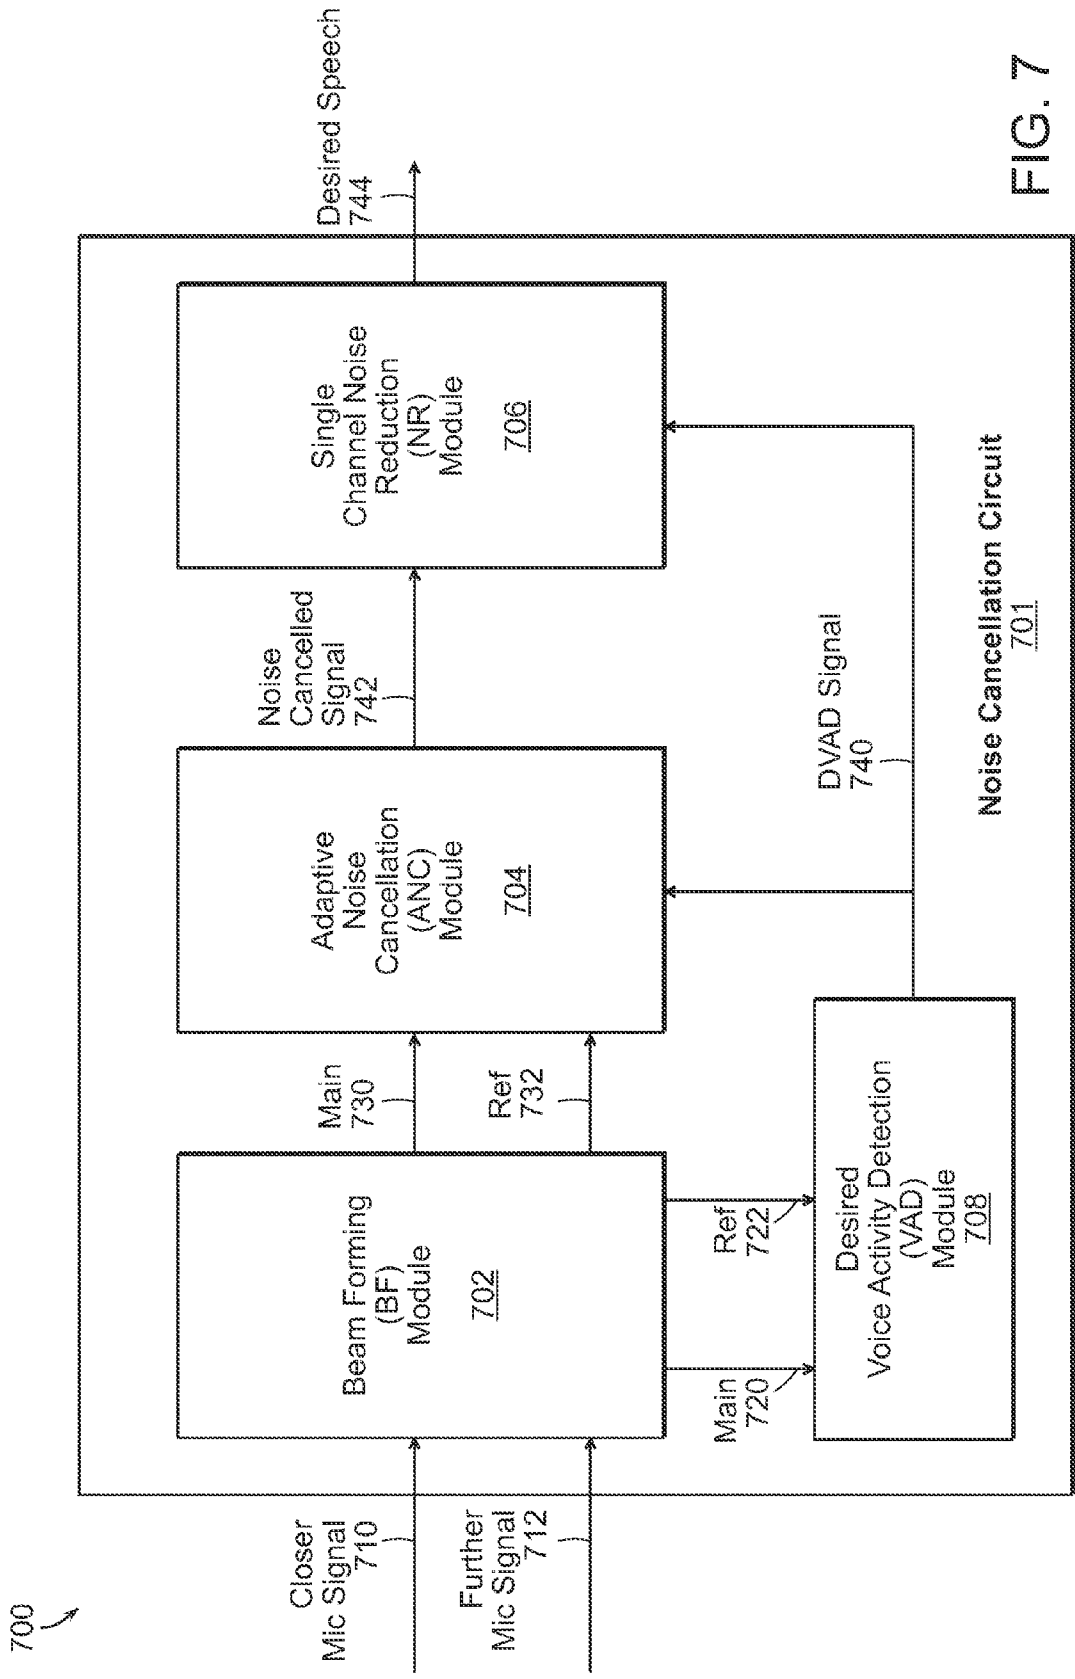 700
Closer
Mic Signal
710
Further
Mic Signal
712
Beam Forming
(BF)
Module
702
Main
730
Ref
732
Main
720
Ref
722
Desired
Voice Activity Detection
(VAD)
Module
708
Adaptive
Noise
Cancellation
(ANC)
Module
704
Noise
Cancelled
Signal
742
DVAD Signal
740
Single
Channel Noise
Reduction
(NR)
Module
706
Desired Speech
744
Noise Cancellation Circuit
701
FIG. 7